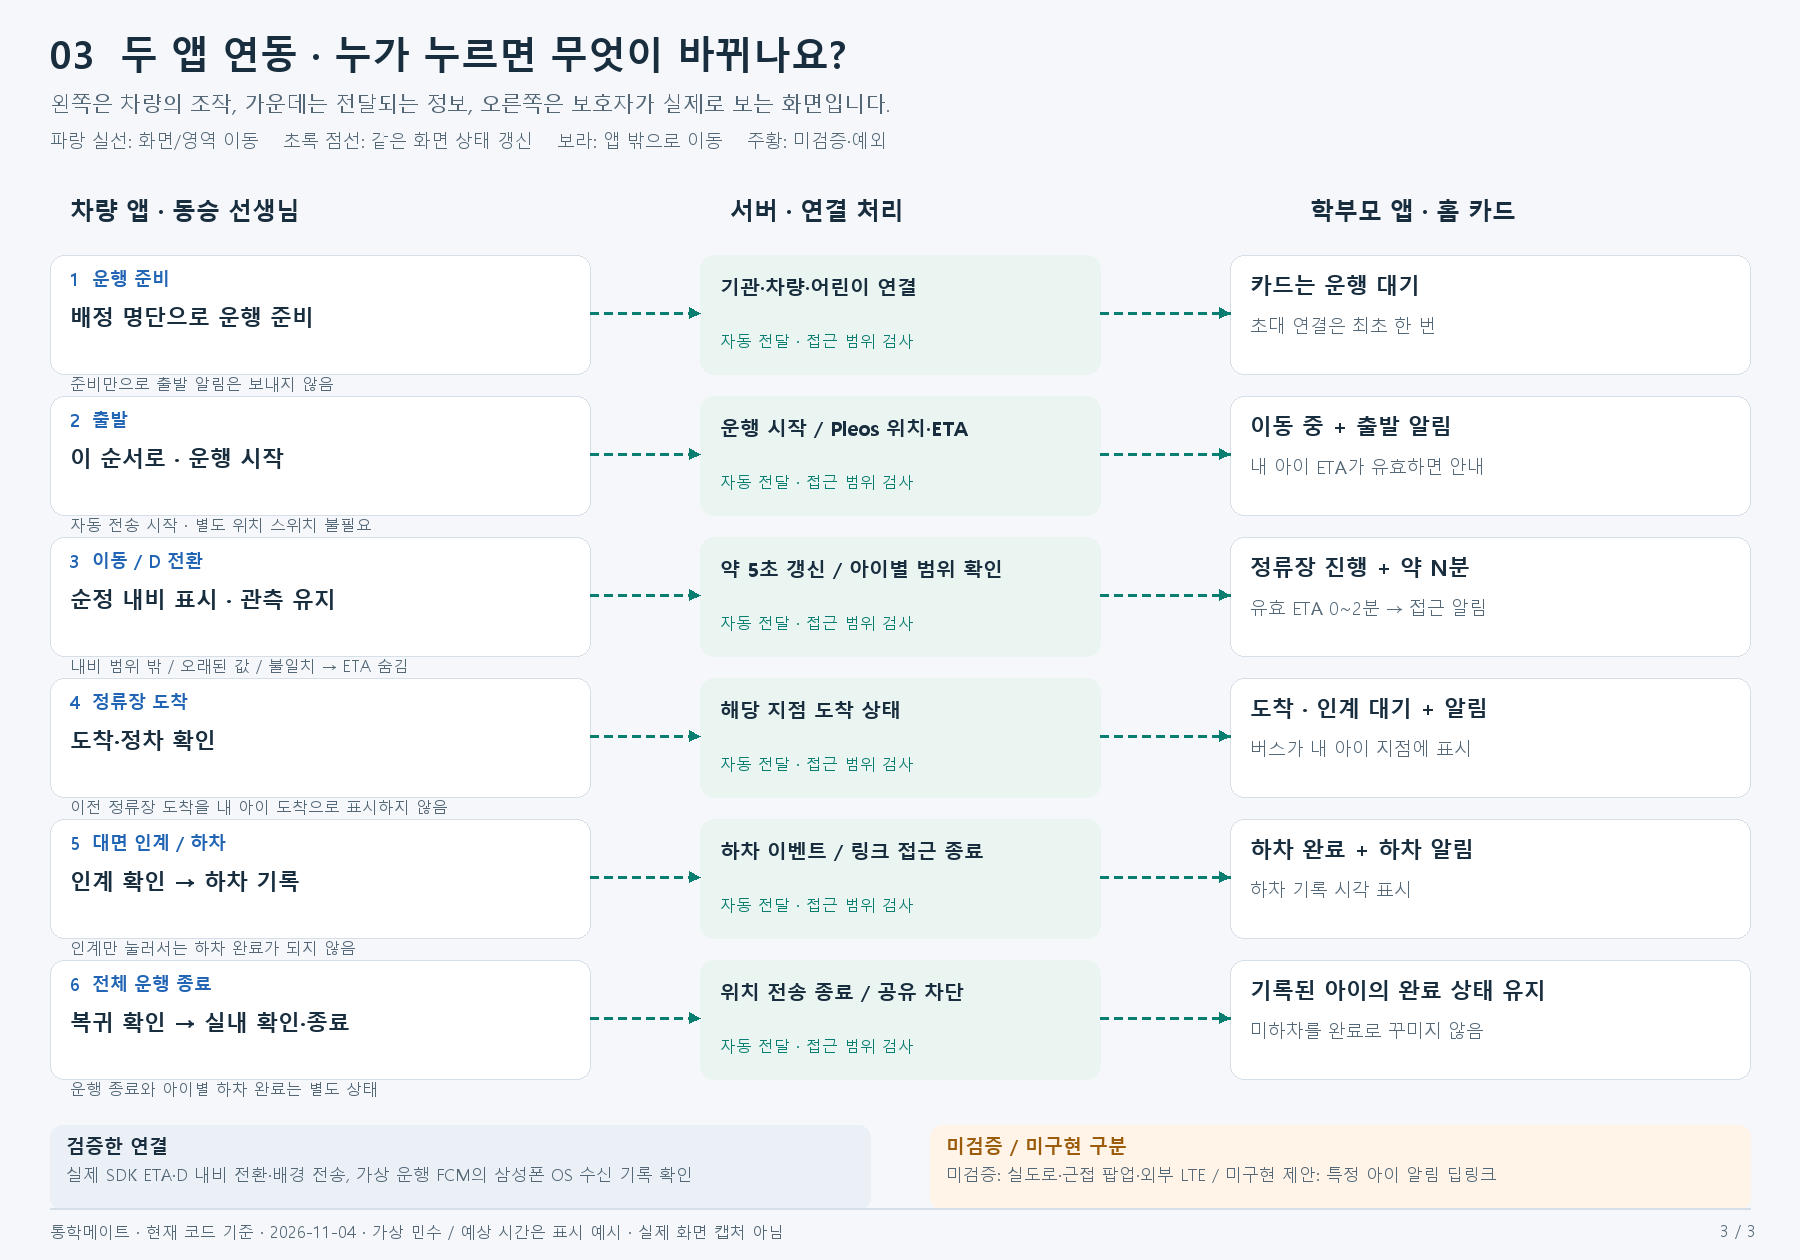 03 두 앱 연동 · 누가 누르면 무엇이 바뀌나요?
왼쪽은 차량의 조작, 가운데는 전달되는 정보, 오른쪽은 보호자가 실제로 보는 화면입니다.
파랑 실선: 화면/영역 이동 초록 점선: 같은 화면 상태 갱신 보라: 앱 밖으로 이동 주황: 미검증·예외
차량 앱 · 동승 선생님
서버 · 연결 처리
학부모 앱 · 홈 카드
1 운행 준비
배정 명단으로 운행 준비
준비만으로 출발 알림은 보내지 않음
기관·차량·어린이 연결
자동 전달 · 접근 범위 검사
카드는 운행 대기
초대 연결은 최초 한 번
2 출발
이 순서로 · 운행 시작
자동 전송 시작 · 별도 위치 스위치 불필요
운행 시작 / Pleos 위치·ETA
자동 전달 · 접근 범위 검사
이동 중 + 출발 알림
내 아이 ETA가 유효하면 안내
3 이동 / D 전환
순정 내비 표시 · 관측 유지
내비 범위 밖 / 오래된 값 / 불일치 → ETA 숨김
약 5초 갱신 / 아이별 범위 확인
자동 전달 · 접근 범위 검사
정류장 진행 + 약 N분
유효 ETA 0~2분 → 접근 알림
4 정류장 도착
도착·정차 확인
이전 정류장 도착을 내 아이 도착으로 표시하지 않음
해당 지점 도착 상태
자동 전달 · 접근 범위 검사
도착 · 인계 대기 + 알림
버스가 내 아이 지점에 표시
5 대면 인계 / 하차
인계 확인 → 하차 기록
인계만 눌러서는 하차 완료가 되지 않음
하차 이벤트 / 링크 접근 종료
자동 전달 · 접근 범위 검사
하차 완료 + 하차 알림
하차 기록 시각 표시
6 전체 운행 종료
복귀 확인 → 실내 확인·종료
운행 종료와 아이별 하차 완료는 별도 상태
위치 전송 종료 / 공유 차단
자동 전달 · 접근 범위 검사
기록된 아이의 완료 상태 유지
미하차를 완료로 꾸미지 않음
검증한 연결
실제 SDK ETA·D 내비 전환·배경 전송, 가상 운행 FCM의 삼성폰 OS 수신 기록 확인
미검증 / 미구현 구분
미검증: 실도로·근접 팝업·외부 LTE / 미구현 제안: 특정 아이 알림 딥링크
통학메이트 · 현재 코드 기준 · 2026-11-04 · 가상 민수 / 예상 시간은 표시 예시 · 실제 화면 캡처 아님
3 / 3